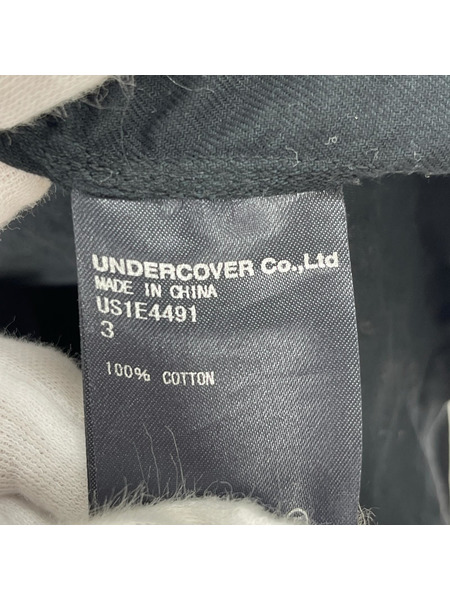 UNDERCOVER Co.,Ltd
MADE IN CHINA
US1E4491
3
100% COTTON